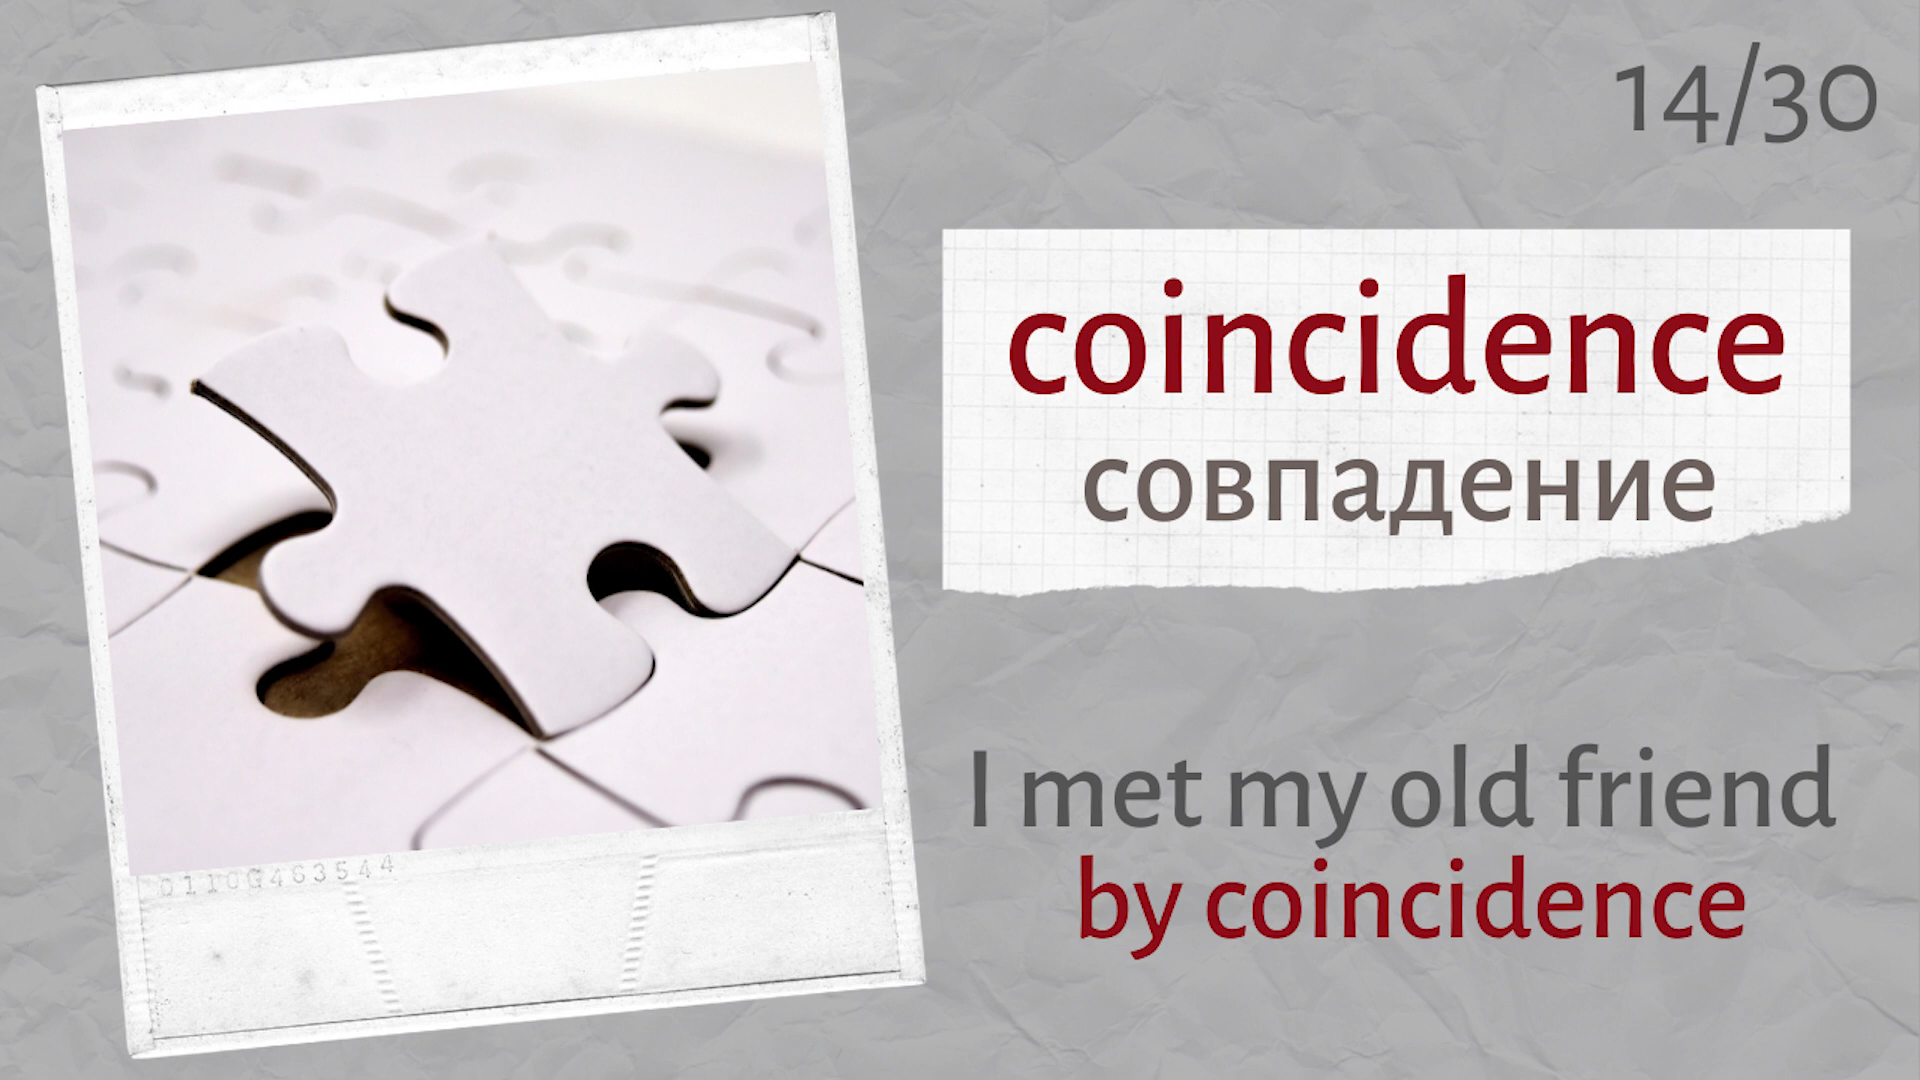 14/30
coincidence
совпадение
I met my old friend
by coincidence
0110G463544